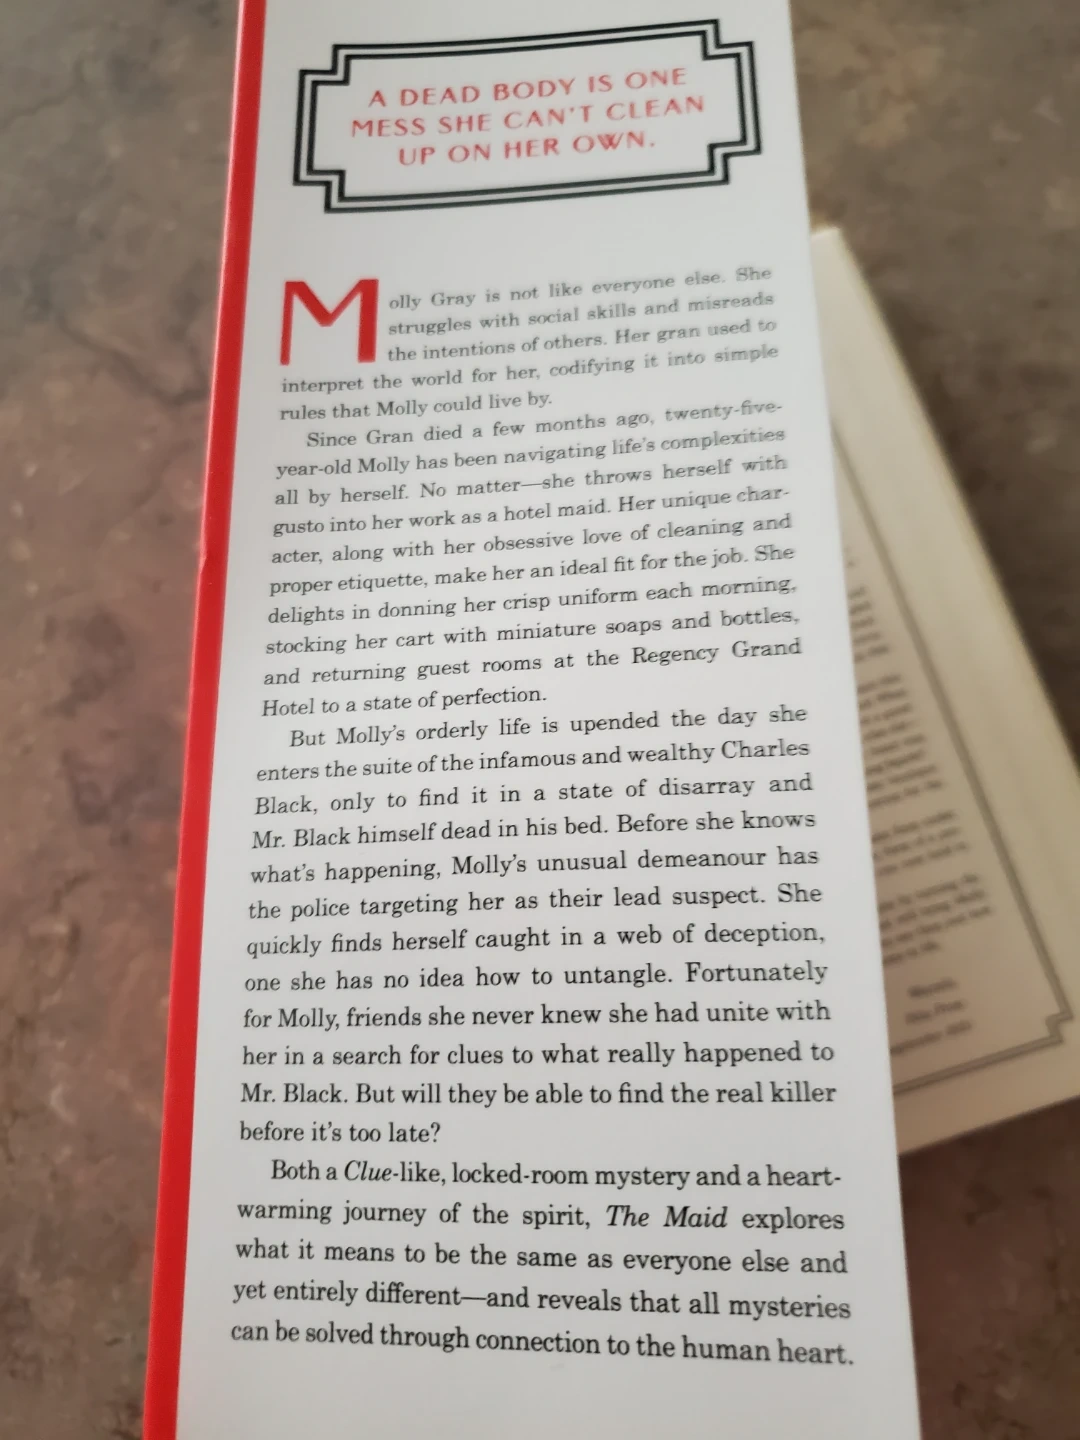 A DEAD BODY IS ONE
MESS SHE CAN'T CLEAN
UP ON HER OWN.
Molly Gray is not like everyone else. She
struggles with social skills and misreads
the intentions of others. Her gran used to
interpret the world for her, codifying it into simple
rules that Molly could live by.
Since Gran died a few months ago, twenty-five-
year-old Molly has been navigating life's complexities
all by herself. No matter—she throws herself with
gusto into her work as a hotel maid. Her unique char-
acter, along with her obsessive love of cleaning and
proper etiquette, make her an ideal fit for the job. She
delights in donning her crisp uniform each morning,
stocking her cart with miniature soaps and bottles,
and returning guest rooms at the Regency Grand
Hotel to a state of perfection.
But Molly's orderly life is upended the day she
enters the suite of the infamous and wealthy Charles
Black, only to find it in a state of disarray and
Mr. Black himself dead in his bed. Before she knows
what's happening, Molly's unusual demeanour has
the police targeting her as their lead suspect. She
quickly finds herself caught in a web of deception,
one she has no idea how to untangle. Fortunately
for Molly, friends she never knew she had unite with
her in a search for clues to what really happened to
Mr. Black. But will they be able to find the real killer
before it's too late?
Both a Clue-like, locked-room mystery and a heart-
warming journey of the spirit, The Maid explores
what it means to be the same as everyone else and
yet entirely different—and reveals that all mysteries
can be solved through connection to the human heart.